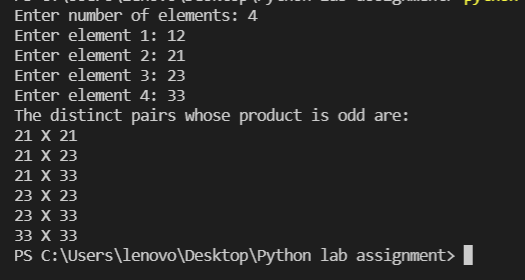 Enter number of elements: 4
Enter element 1: 12
Enter element 2: 21
Enter element 3: 23
Enter element 4: 33
The distinct pairs whose product is odd are:
21 X 21
21 X 23
21 X 33
23 X 23
23 X 33
33 X 33
PS C:\Users\lenovo\Desktop\Python lab assignment>